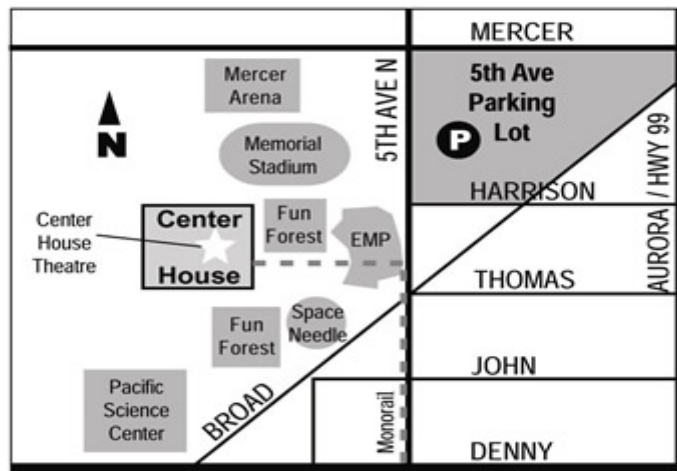 MERCER
Mercer
Arena
5TH AVE N
5th Ave
Parking
Lot
P
N
Memorial
Stadium
AURORA / HWY 99
HARRISON
Center
House
Theatre
Center
House
Fun
Forest
EMP
THOMAS
Fun
Forest
Space
Needle
JOHN
Pacific
Science
Center
BROAD
Monorail
DENNY